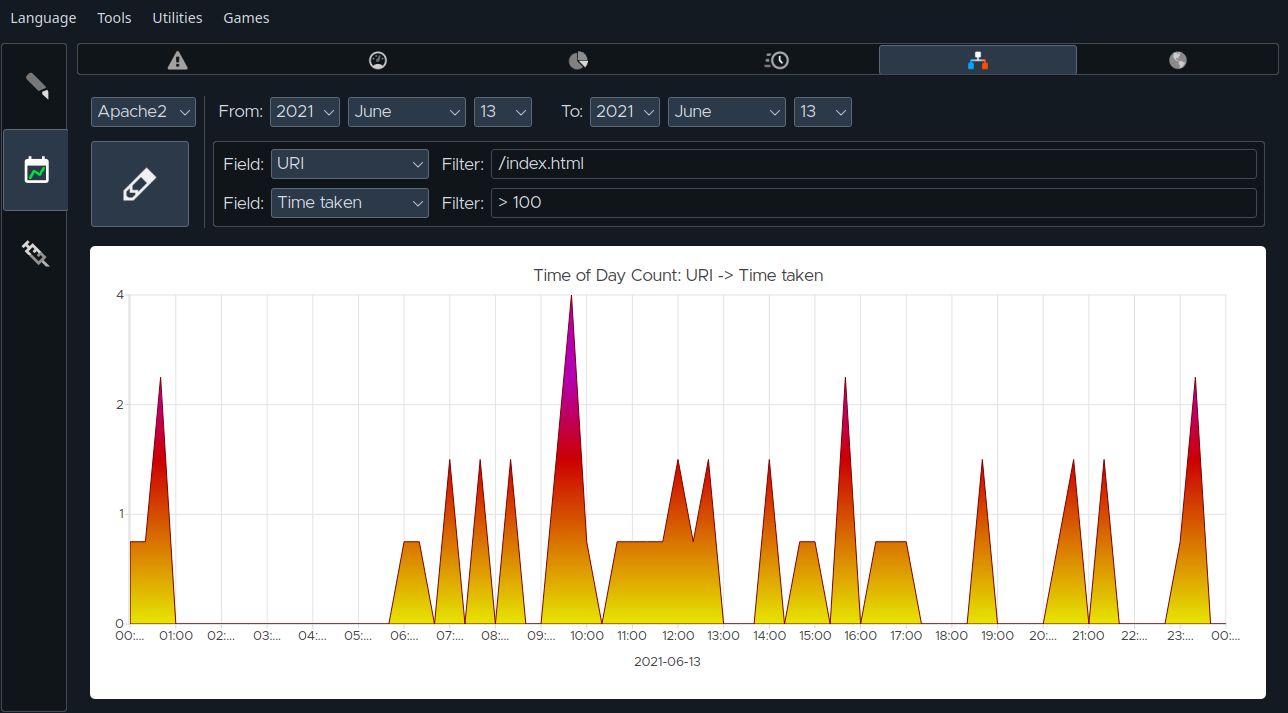 Language Tools Utilities Games
Apache2 From: 2021 June 13 To: 2021 June 13
Field: URI Filter: /index.html
Field: Time taken Filter: > 100
Time of Day Count: URI -> Time taken
4
2
1
0
00:... 01:00 02:... 03:... 04:... 05:... 06:... 07:... 08:... 09:... 10:00 11:00 12:00 13:00 14:00 15:00 16:00 17:00 18:00 19:00 20:... 21:00 22:... 23:... 00:...
2021-06-13